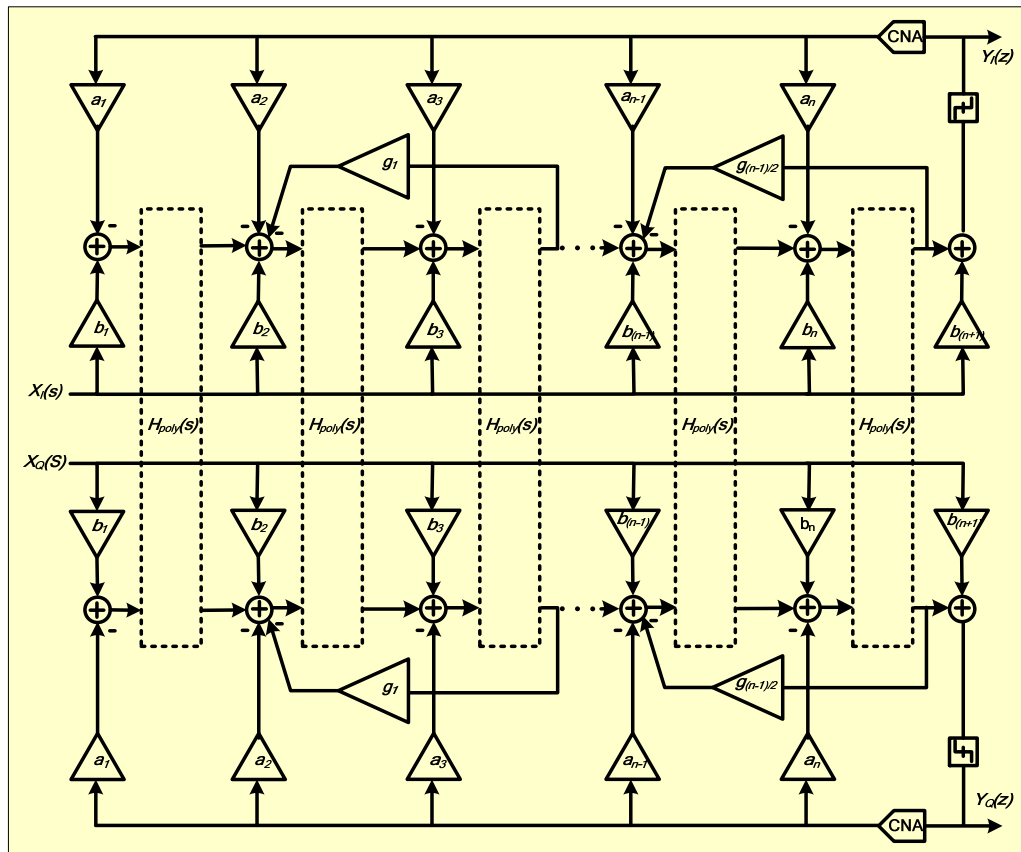 CNA
Y_I(z)
a_1 a_2 a_3 a_{n-1} a_n
g_1 g_{(n-1)/2}
- - - - - - -
b_1 b_2 b_3 b_{(n-1)} b_n b_{(n+1)}
X_I(s)
H_poly(s) H_poly(s) H_poly(s) H_poly(s) H_poly(s)
X_Q(S)
b_1 b_2 b_3 b_{(n-1)} b_n b_{(n+1)}
- - - - - - -
g_1 g_{(n-1)/2}
a_1 a_2 a_3 a_{n-1} a_n
Y_Q(z)
CNA